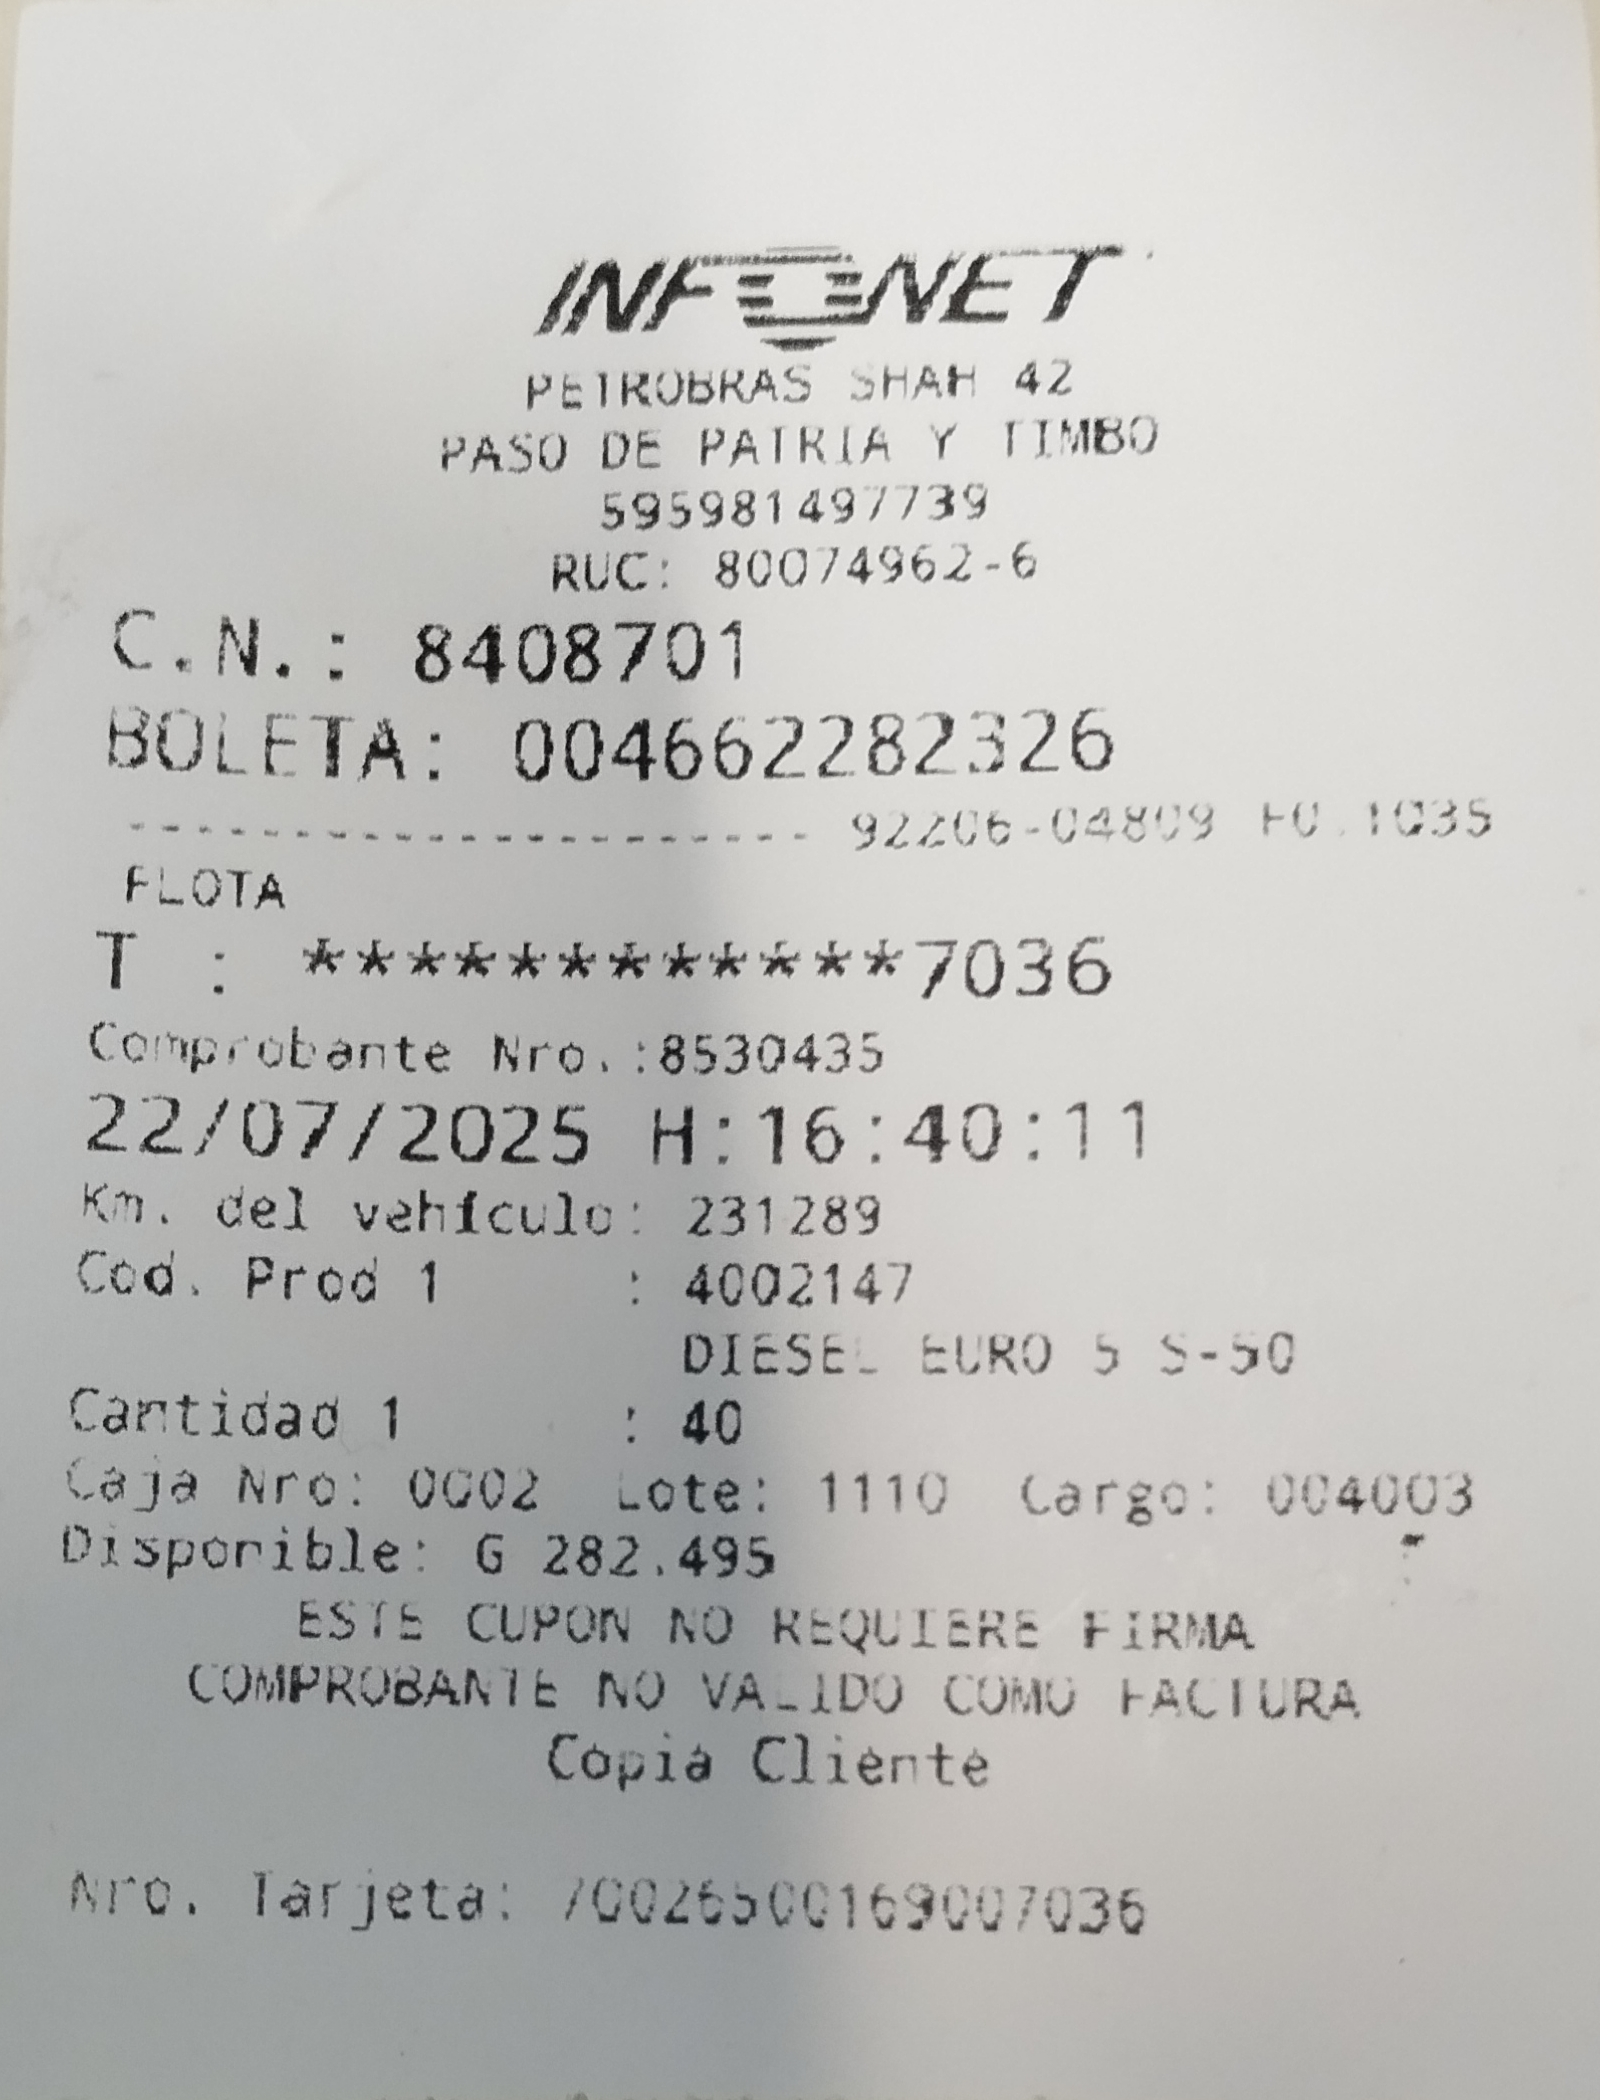 INFONET
PETROBRAS SHAH 42
PASO DE PATRIA Y TIMBO
595981497739
RUC: 80074962-6
C.N.: 8408701
BOLETA: 004662282326
---------------------- 92206-04809 F0.1035
FLOTA
T : ************7036
Comprobante Nro.:8530435
22/07/2025 H:16:40:11
Km. del vehículo: 231289
Cod. Prod 1 : 4002147
DIESEL EURO 5 S-50
Cantidad 1 : 40
Caja Nro: 0002 Lote: 1110 Cargo: 004003
Disponible: G 282.495
ESTE CUPON NO REQUIERE FIRMA
COMPROBANTE NO VALIDO COMO FACTURA
Copia Cliente
Nro. Tarjeta: 70026500169007036